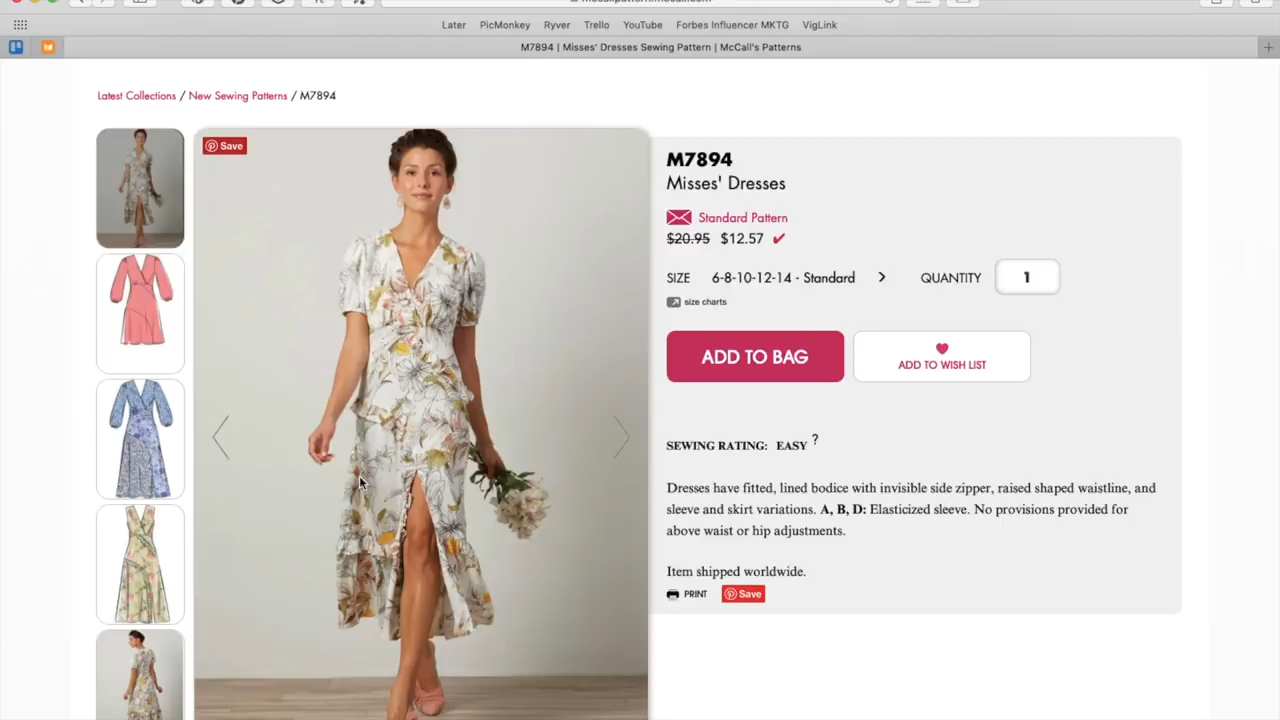 Later PicMonkey Ryver Trello YouTube Forbes Influencer MKTG VigLink
M7894 | Misses' Dresses Sewing Pattern | McCall's Patterns
Latest Collections / New Sewing Patterns / M7894
Save
M7894
Misses' Dresses
Standard Pattern
$20.95 $12.57
SIZE 6-8-10-12-14 - Standard QUANTITY 1
size charts
ADD TO BAG
ADD TO WISH LIST
SEWING RATING: EASY ?
Dresses have fitted, lined bodice with invisible side zipper, raised shaped waistline, and
sleeve and skirt variations. A, B, D: Elasticized sleeve. No provisions provided for
above waist or hip adjustments.
Item shipped worldwide.
PRINT Save